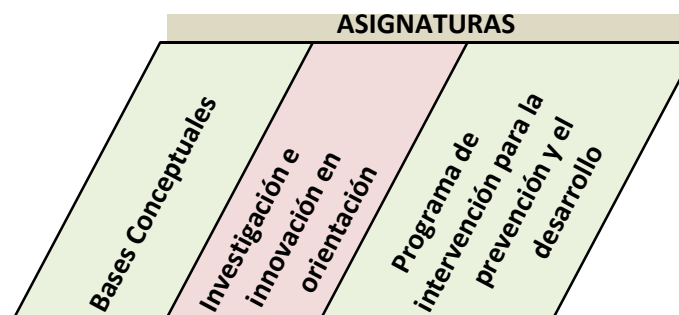 ASIGNATURAS
Bases Conceptuales
Investigación e
innovación en
orientación
Programa de
intervención para la
prevención y el
desarrollo